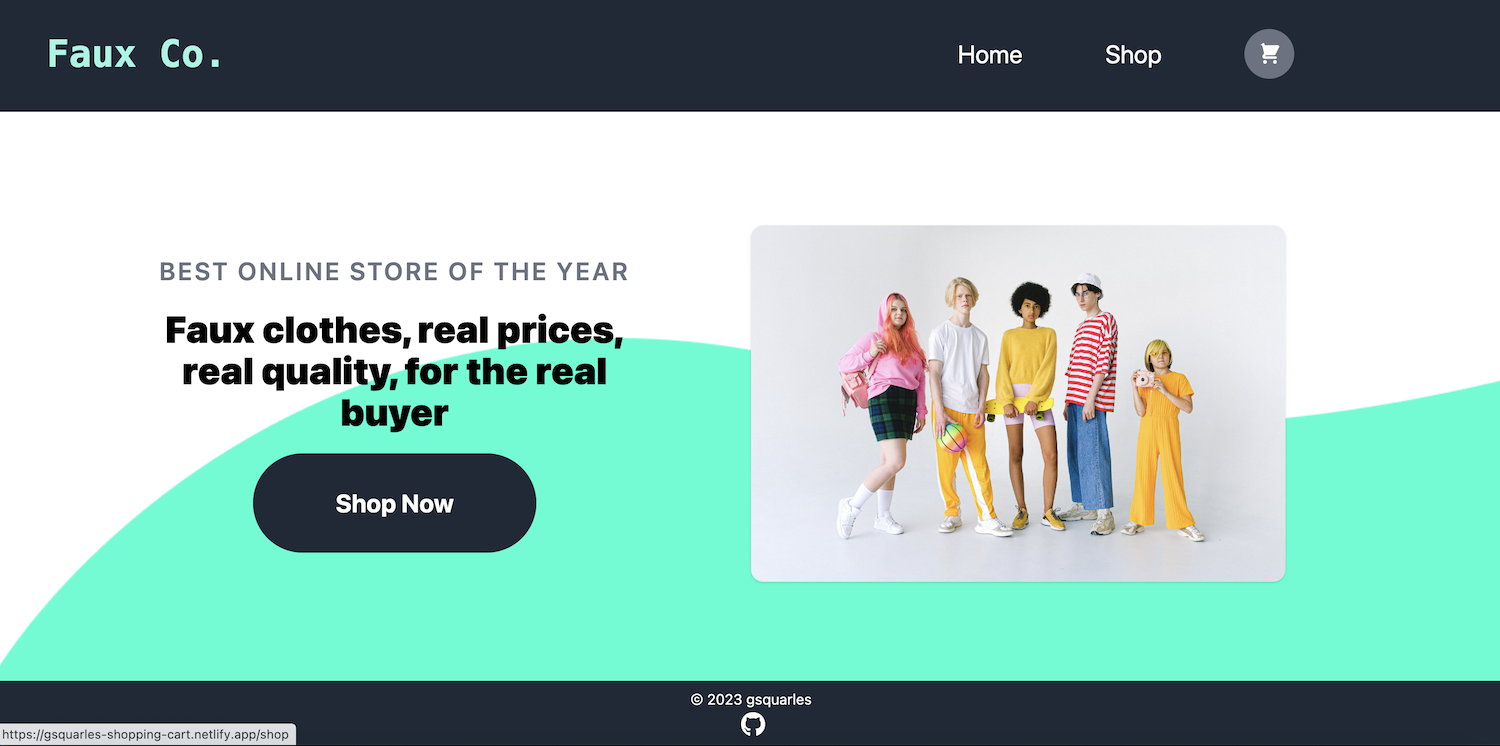 Faux Co.
Home
Shop
BEST ONLINE STORE OF THE YEAR
Faux clothes, real prices,
real quality, for the real
buyer
Shop Now
© 2023 gsquarles
https://gsquarles-shopping-cart.netlify.app/shop